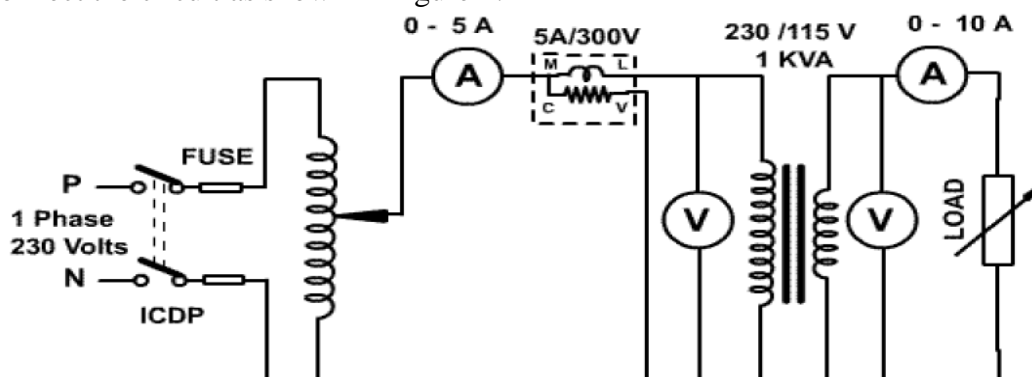 0 - 5 A
5A/300V
230 /115 V
1 KVA
0 - 10 A
M L
C V
A
A
FUSE
P
1 Phase
230 Volts
N
ICDP
V
V
LOAD